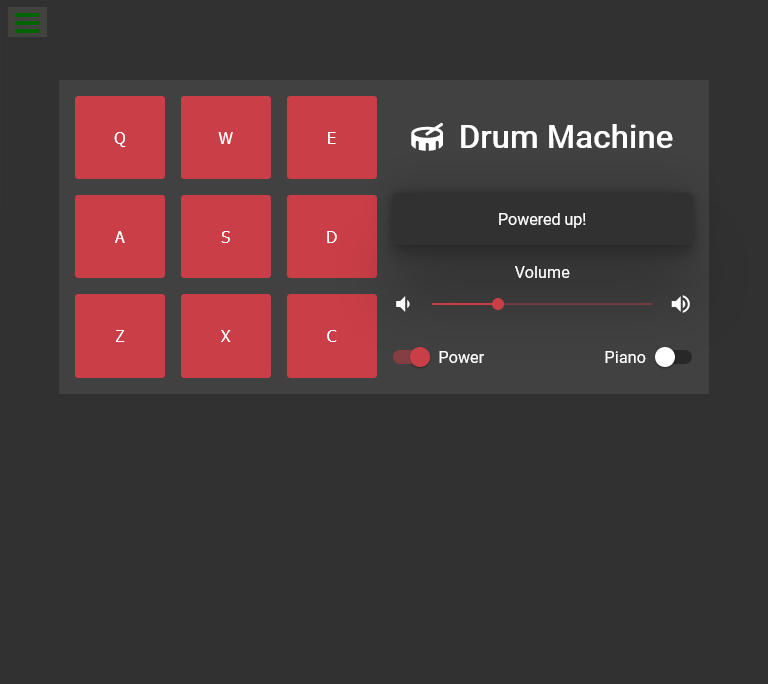 Q W E
A S D
Z X C
Drum Machine
Powered up!
Volume
Power
Piano